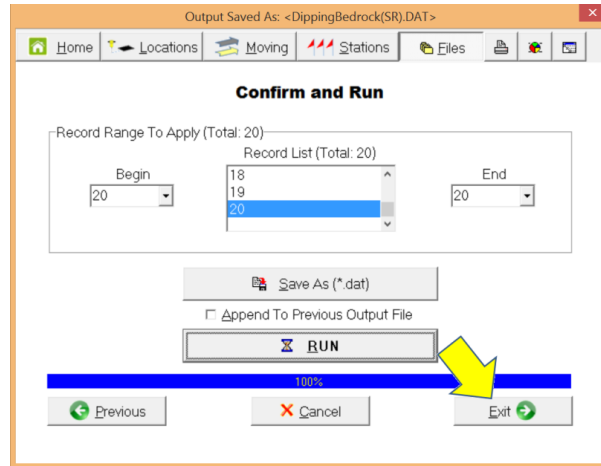 Output Saved As: <DippingBedrock(SR).DAT>
Home Locations Moving Stations Files
Confirm and Run
Record Range To Apply (Total: 20)
Record List (Total: 20)
Begin End
18
20 19 20
20
Save As (*.dat)
Append To Previous Output File
RUN
100%
Previous Cancel Exit